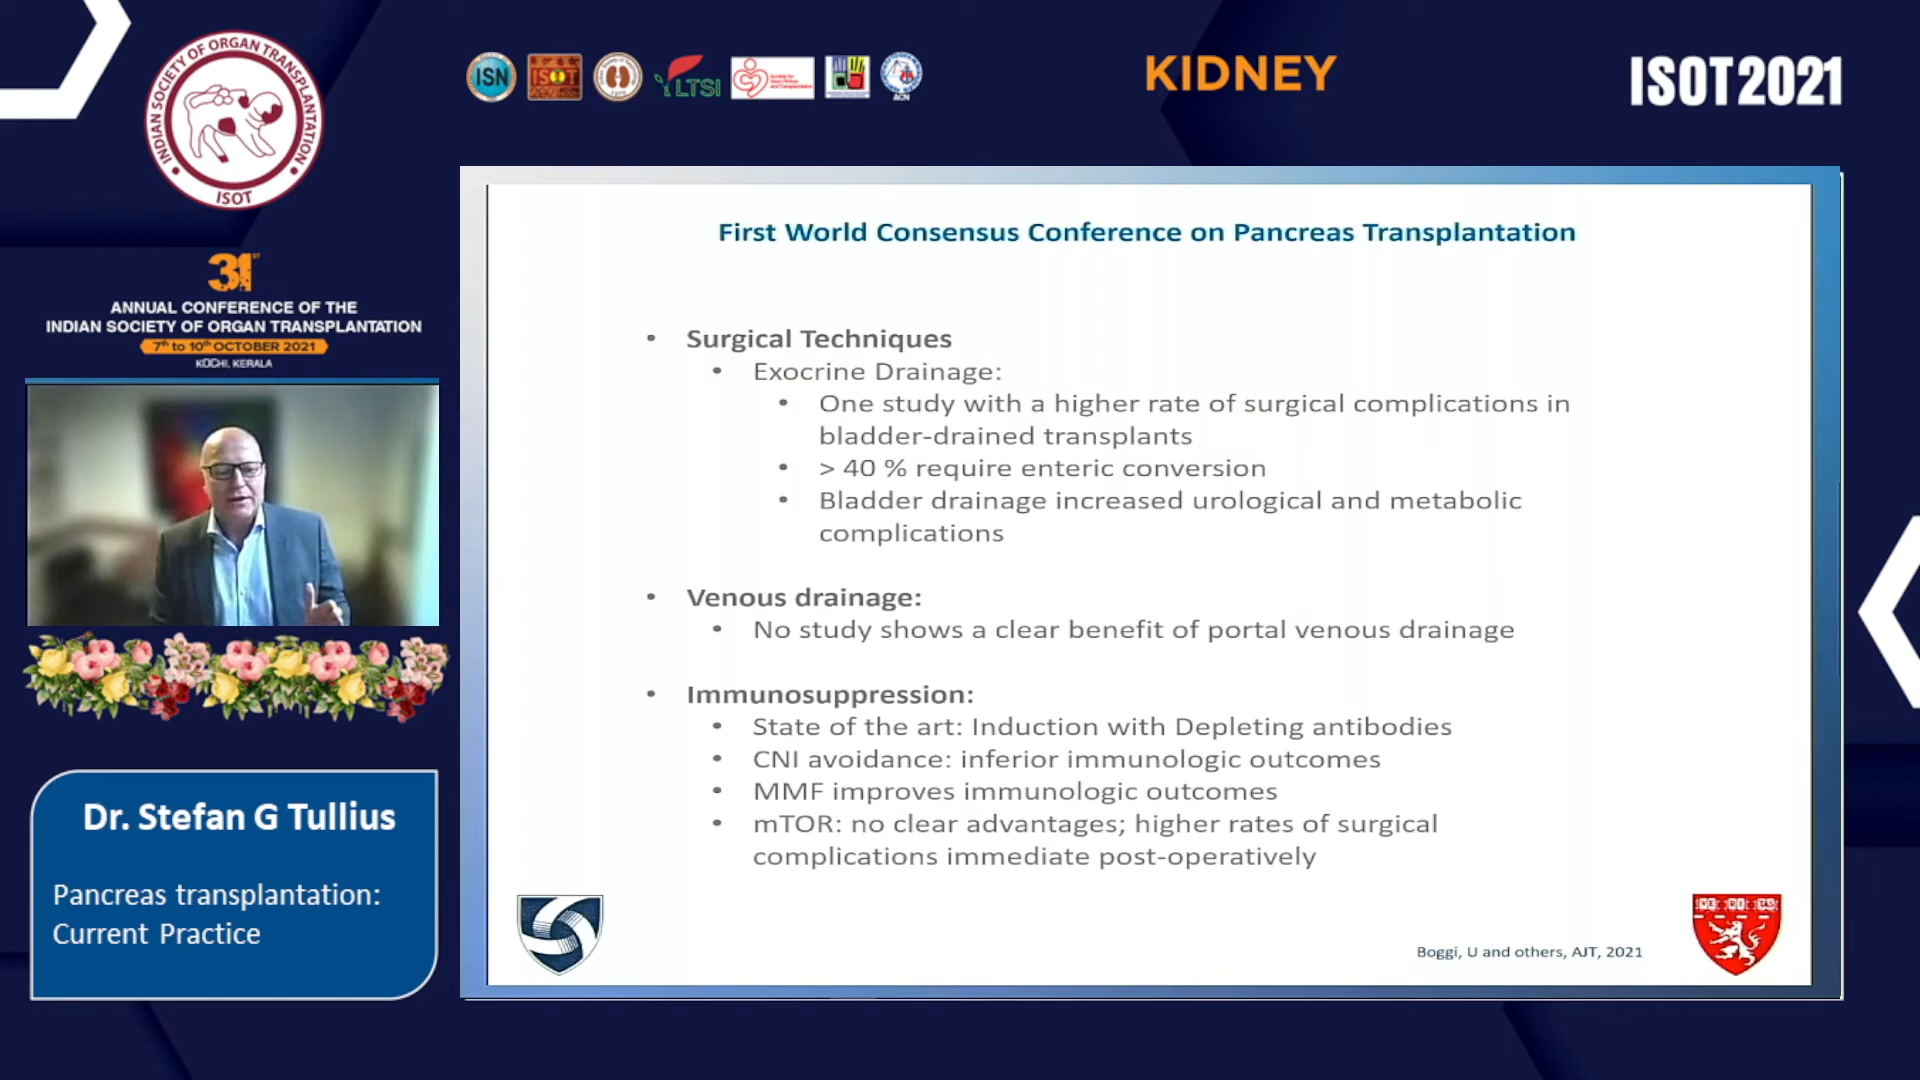 INDIAN SOCIETY OF ORGAN TRANSPLANTATION
ISOT
31ST
ANNUAL CONFERENCE OF THE
INDIAN SOCIETY OF ORGAN TRANSPLANTATION
7th to 10th OCTOBER 2021
KOCHI, KERALA
ISN
ISOT
LTSI
ACN
KIDNEY
ISOT2021
First World Consensus Conference on Pancreas Transplantation
• Surgical Techniques
• Exocrine Drainage:
• One study with a higher rate of surgical complications in
bladder-drained transplants
• > 40 % require enteric conversion
• Bladder drainage increased urological and metabolic
complications
• Venous drainage:
• No study shows a clear benefit of portal venous drainage
• Immunosuppression:
• State of the art: Induction with Depleting antibodies
• CNI avoidance: inferior immunologic outcomes
• MMF improves immunologic outcomes
• mTOR: no clear advantages; higher rates of surgical
complications immediate post-operatively
Boggi, U and others, AJT, 2021
Dr. Stefan G Tullius
Pancreas transplantation:
Current Practice